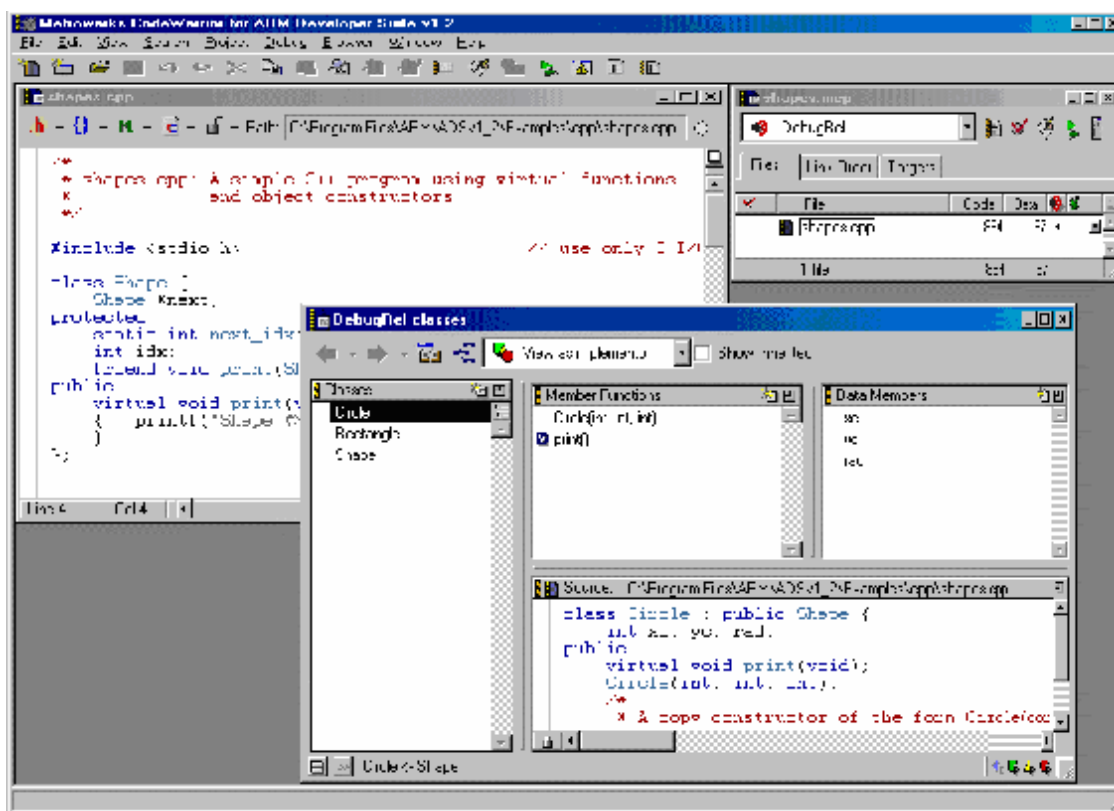 Metrowerks CodeWarrior for ARM Developer Suite v1.2
File Edit View Search Project Debug Browser Window Help
shapes.cpp
Path: C:\Program Files\ARM\ADSv1_2\Examples\cpp\shapes.cpp
/*
* shapes.cpp: A simple C++ program using virtual functions
* and object constructors
*/
#include <stdio.h> // use only C I/
class Shape {
Shape *next;
protected
static int next_idx
int idx;
friend void print(Sh
public
virtual void print(v
{ printf("Shape
}
};
Line 4 Col 4
shapes.mcp
DebugRel
Files Link Order Targets
File Code Data
shapes.cpp
1 file
DebugRel classes
View as implementor Show inherited
Classes
Circle
Rectangle
Shape
Member Functions
Circle(int, int, int)
print()
Data Members
xc
yc
rad
Source: C:\Program Files\ARM\ADSv1_2\Examples\cpp\shapes.cpp
class Circle : public Shape {
int xc, yc, rad;
public
virtual void print(void);
Circle(int, int, int);
/*
* A copy constructor of the form Circle(con
Circle <- Shape